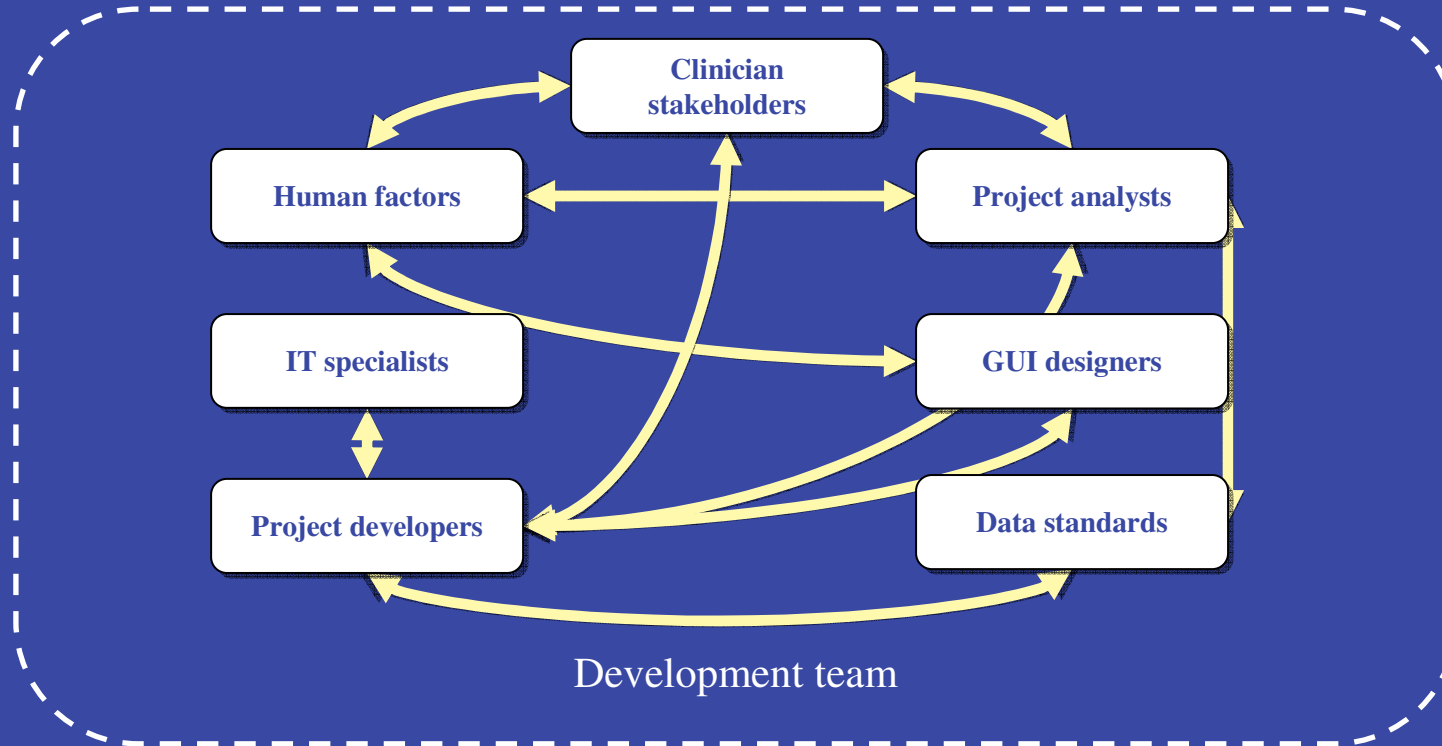 Clinician
stakeholders
Human factors
Project analysts
IT specialists
GUI designers
Project developers
Data standards
Development team